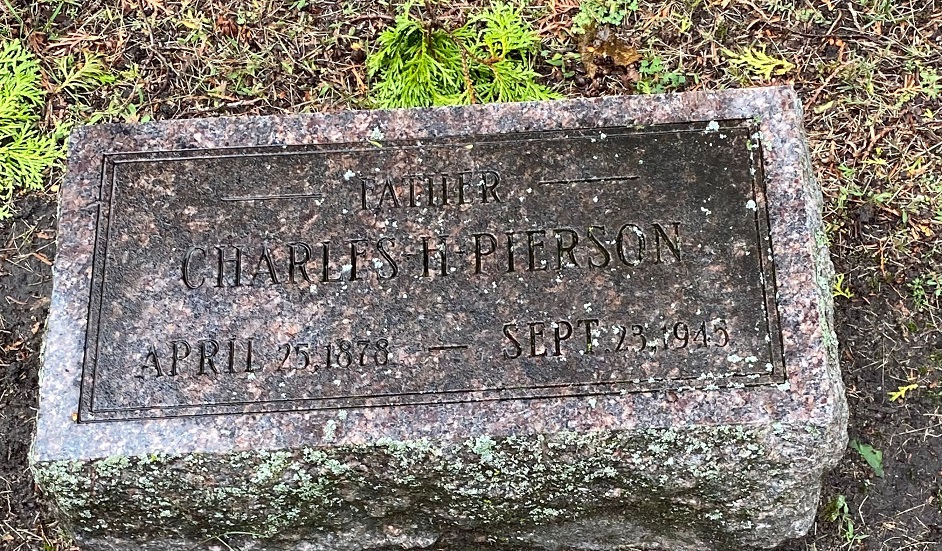 FATHER
CHARLES-H-PIERSON
APRIL 25,1878 — SEPT. 23,1945